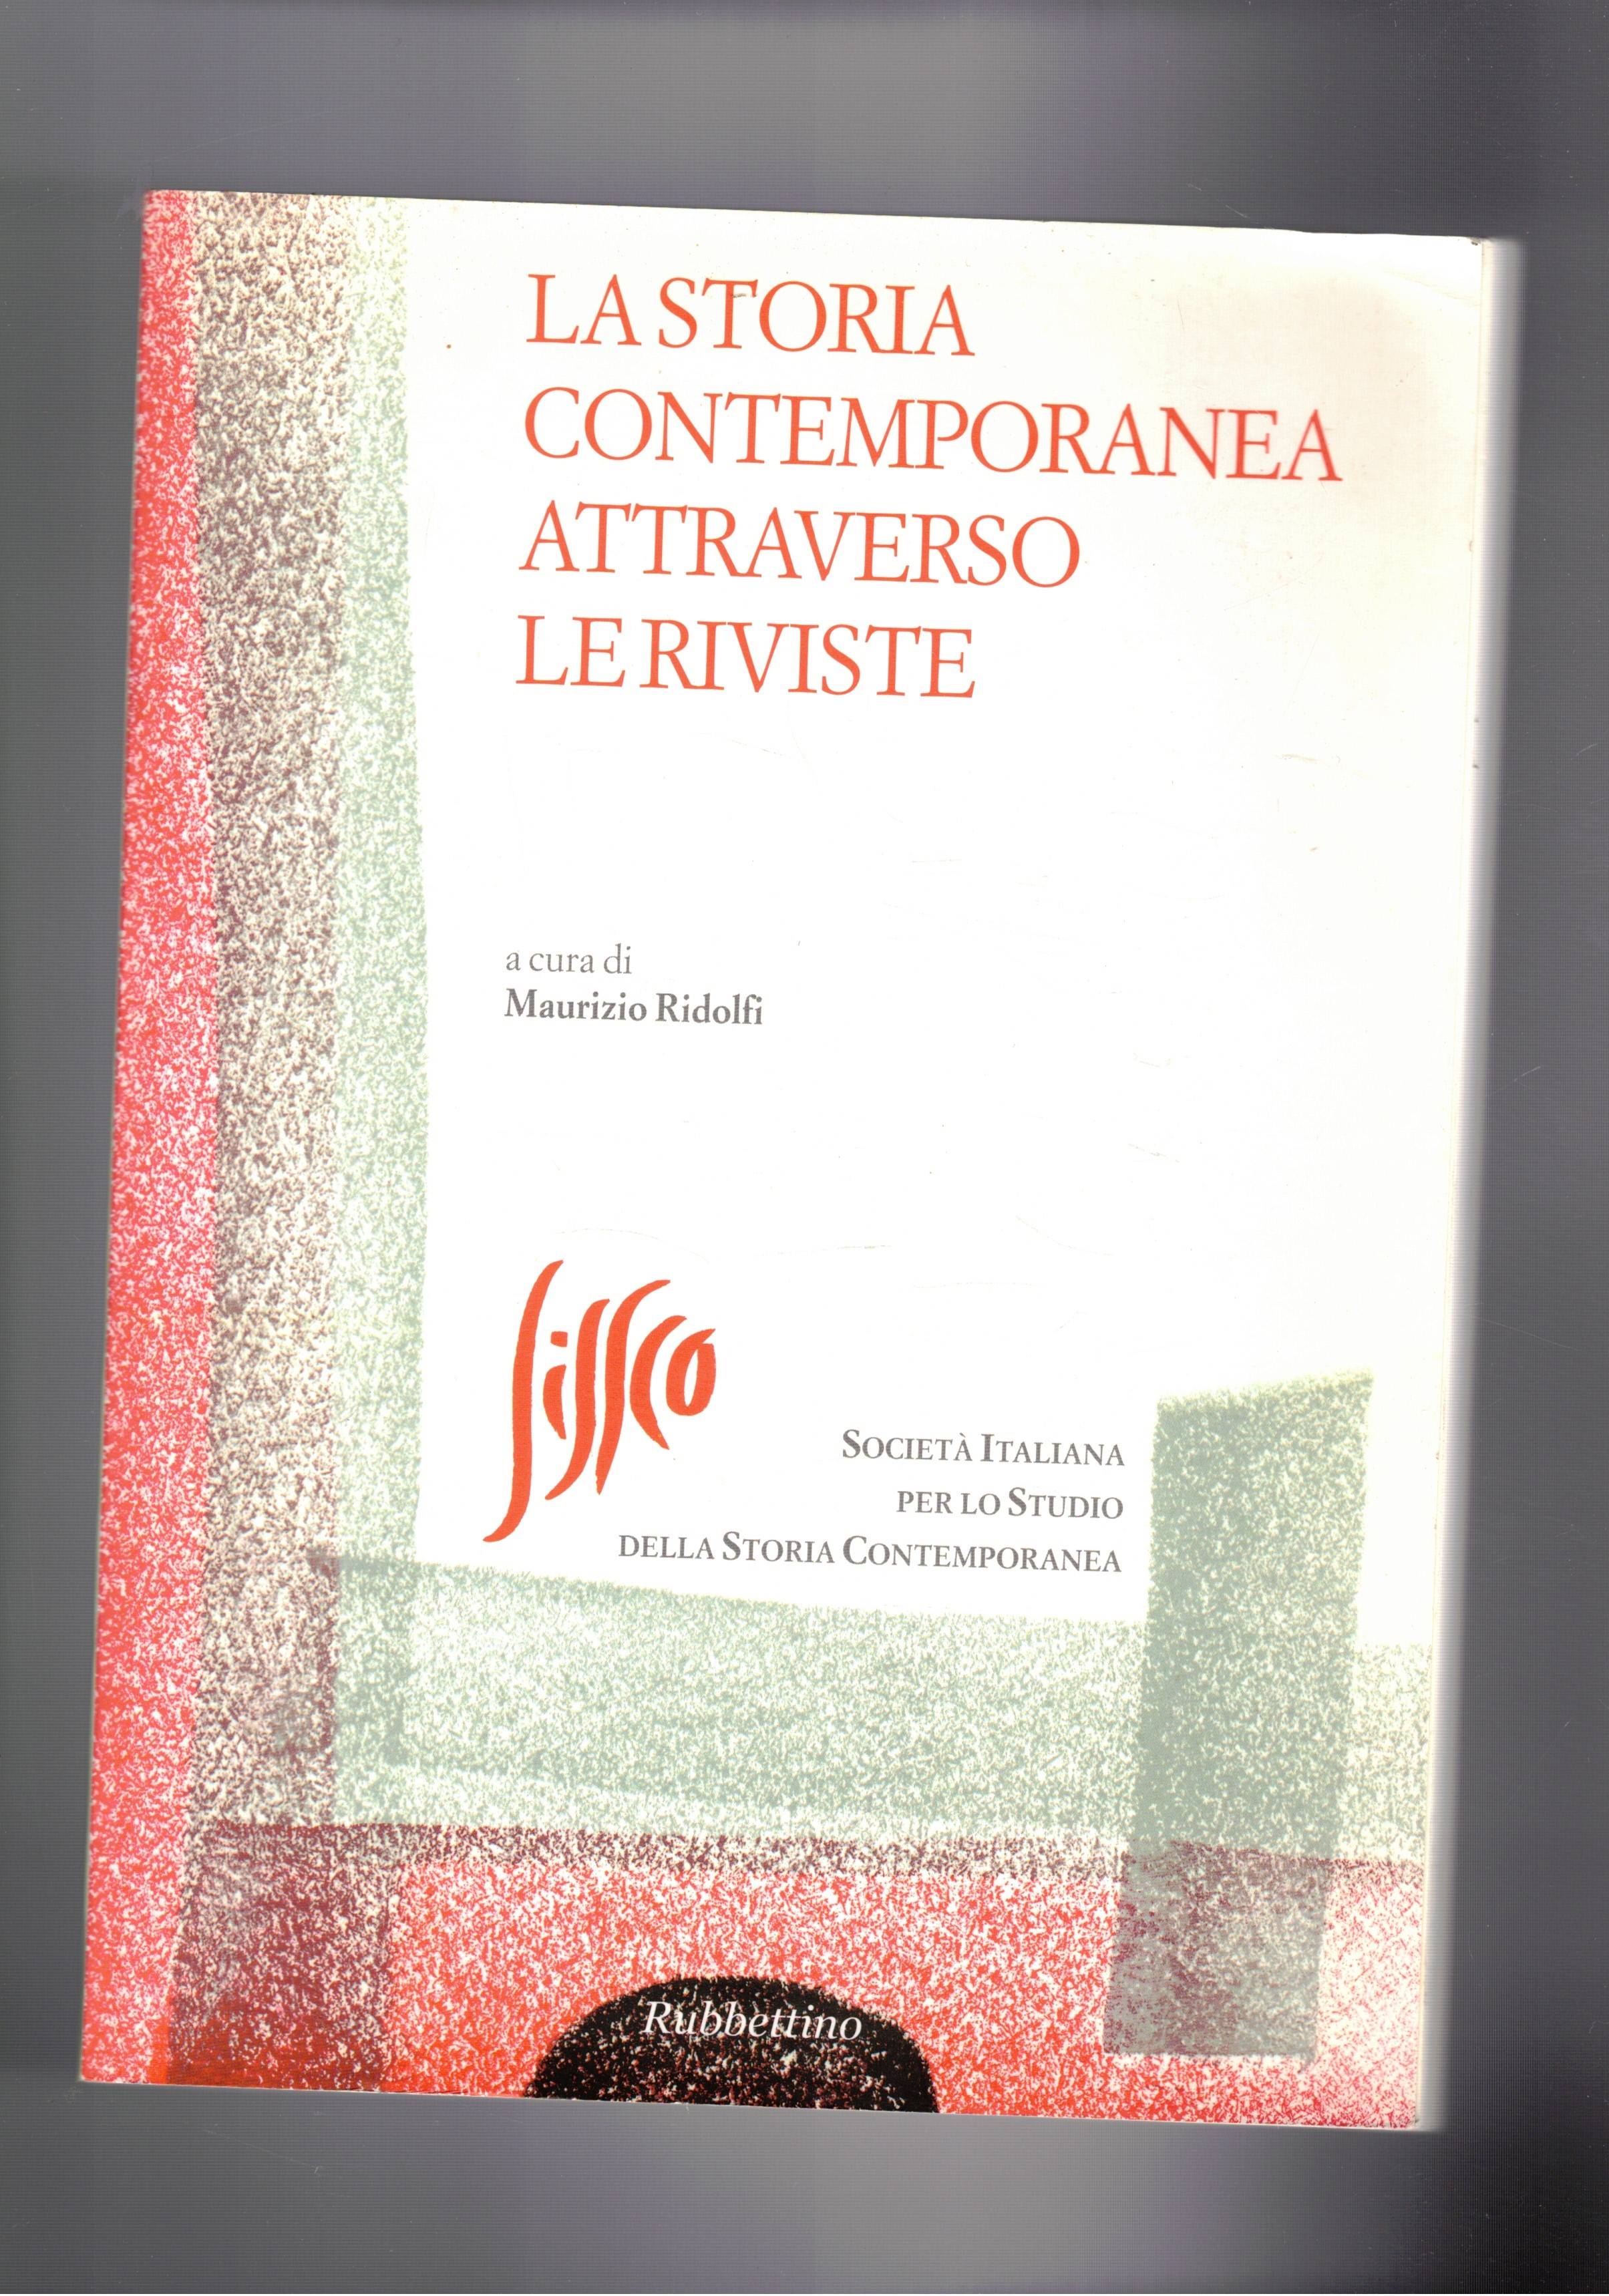 LA STORIA
CONTEMPORANEA
ATTRAVERSO
LE RIVISTE
a cura di
Maurizio Ridolfi
sissco
SOCIETÀ ITALIANA
PER LO STUDIO
DELLA STORIA CONTEMPORANEA
Rubbettino